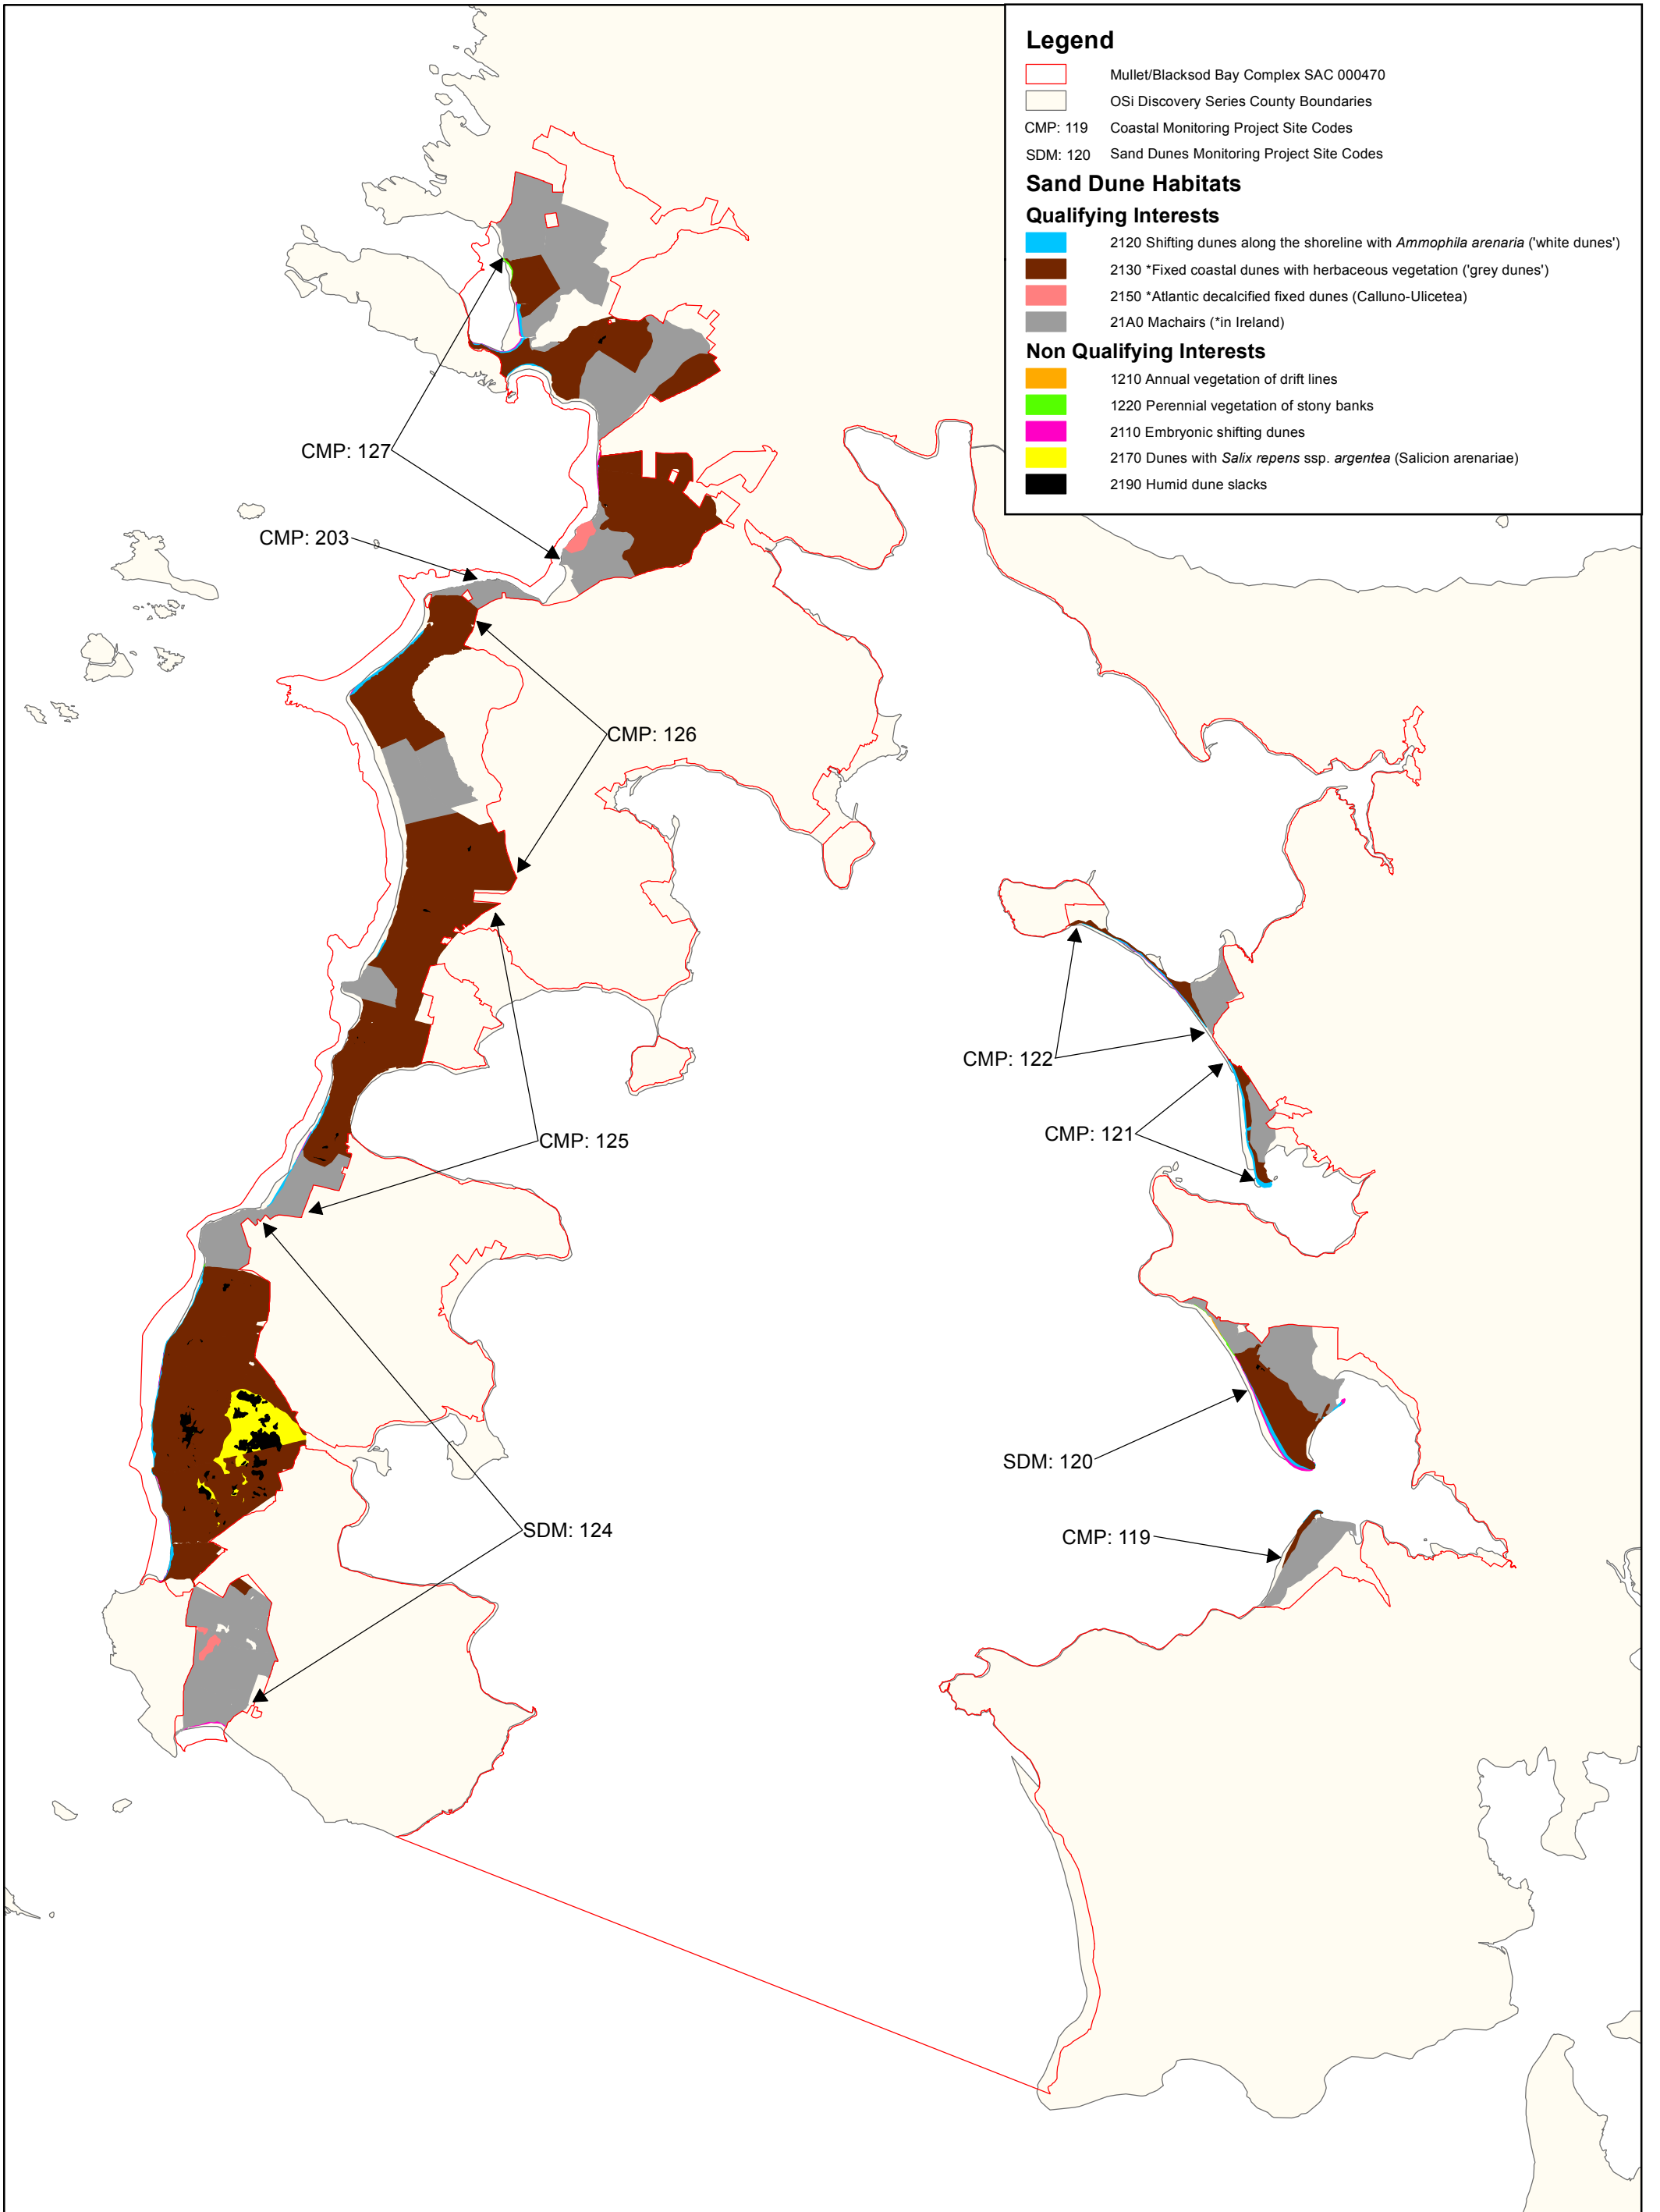 Legend
Mullet/Blacksod Bay Complex SAC 000470
OSi Discovery Series County Boundaries
CMP: 119 Coastal Monitoring Project Site Codes
SDM: 120 Sand Dunes Monitoring Project Site Codes
Sand Dune Habitats
Qualifying Interests
2120 Shifting dunes along the shoreline with Ammophila arenaria ('white dunes')
2130 *Fixed coastal dunes with herbaceous vegetation ('grey dunes')
2150 *Atlantic decalcified fixed dunes (Calluno-Ulicetea)
21A0 Machairs (*in Ireland)
Non Qualifying Interests
1210 Annual vegetation of drift lines
1220 Perennial vegetation of stony banks
2110 Embryonic shifting dunes
2170 Dunes with Salix repens ssp. argentea (Salicion arenariae)
2190 Humid dune slacks
CMP: 127
CMP: 203
CMP: 126
CMP: 122
CMP: 121
CMP: 125
SDM: 120
SDM: 124
CMP: 119